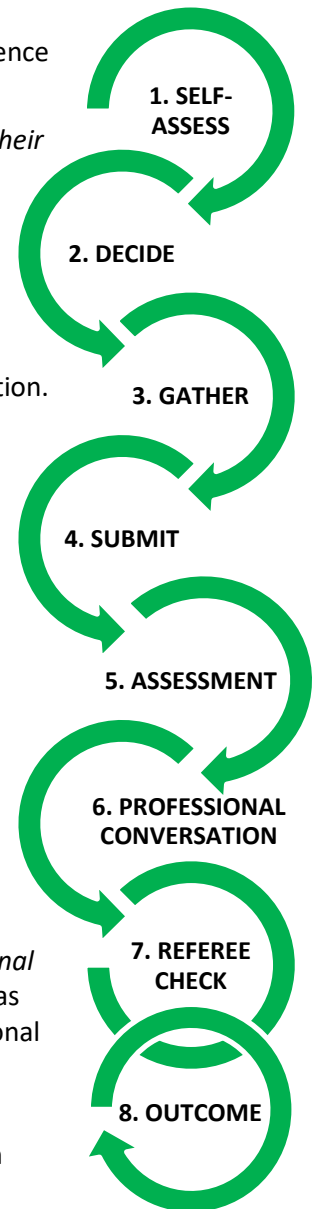 ence
1. SELF-
ASSESS
heir
2. DECIDE
tion.
3. GATHER
4. SUBMIT
5. ASSESSMENT
6. PROFESSIONAL
CONVERSATION
7. REFEREE
CHECK
nal
as
onal
8. OUTCOME